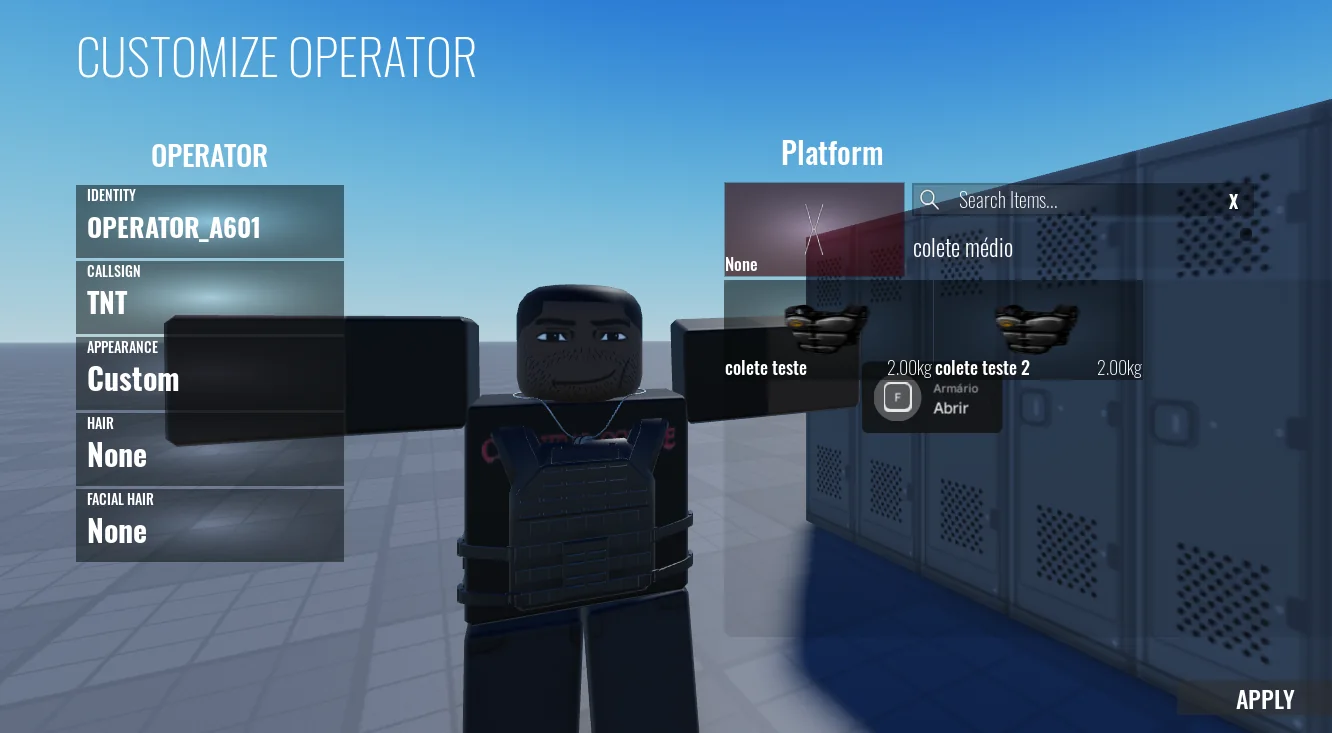 CUSTOMIZE OPERATOR
OPERATOR
IDENTITY
OPERATOR_A601
CALLSIGN
TNT
APPEARANCE
Custom
HAIR
None
FACIAL HAIR
None
Platform
None
Search Items...
X
colete médio
colete teste
2.00kg
colete teste 2
2.00kg
F
Armário
Abrir
APPLY